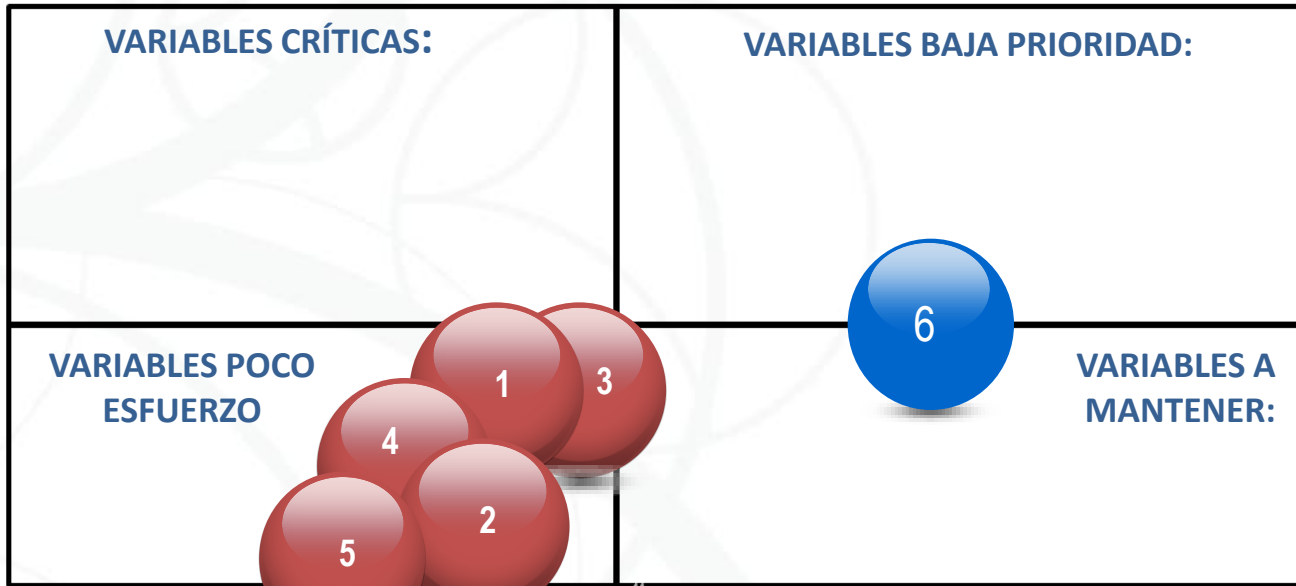 VARIABLES CRÍTICAS:
VARIABLES BAJA PRIORIDAD:
6
VARIABLES POCO
ESFUERZO
VARIABLES A
MANTENER:
1
3
4
2
5